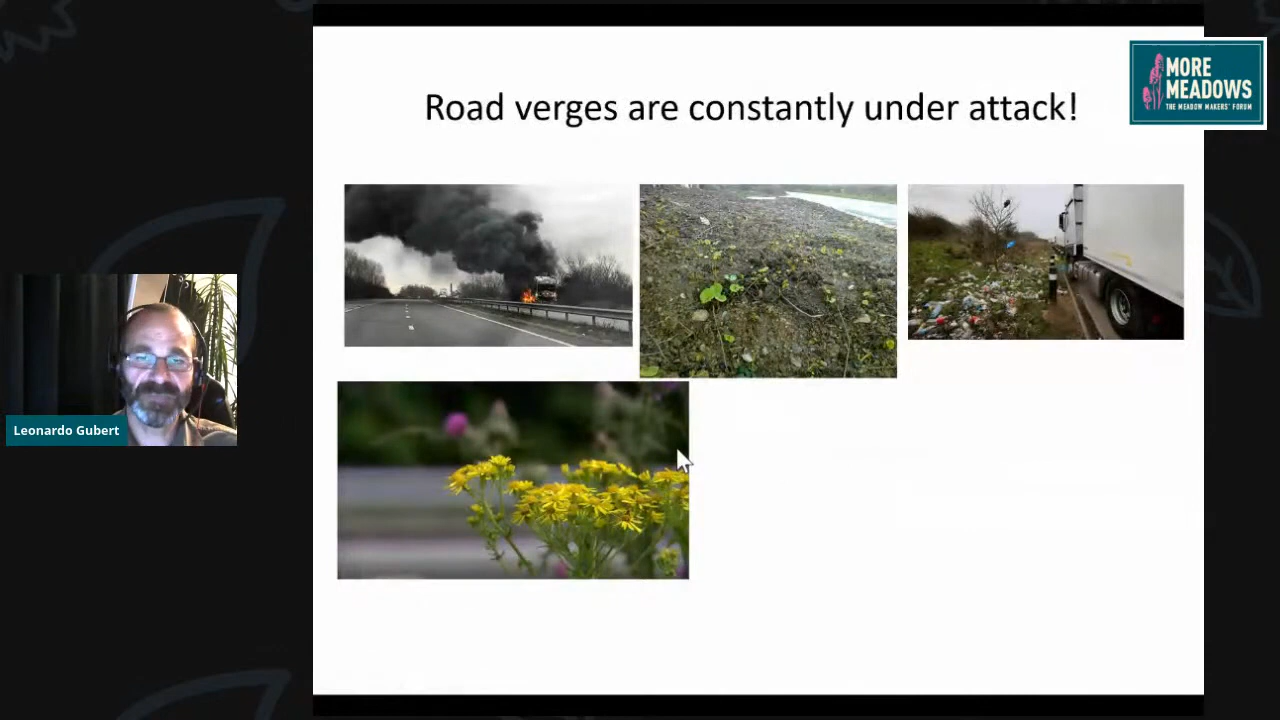 Road verges are constantly under attack!
MORE
MEADOWS
THE MEADOW MAKERS' FORUM
Leonardo Gubert